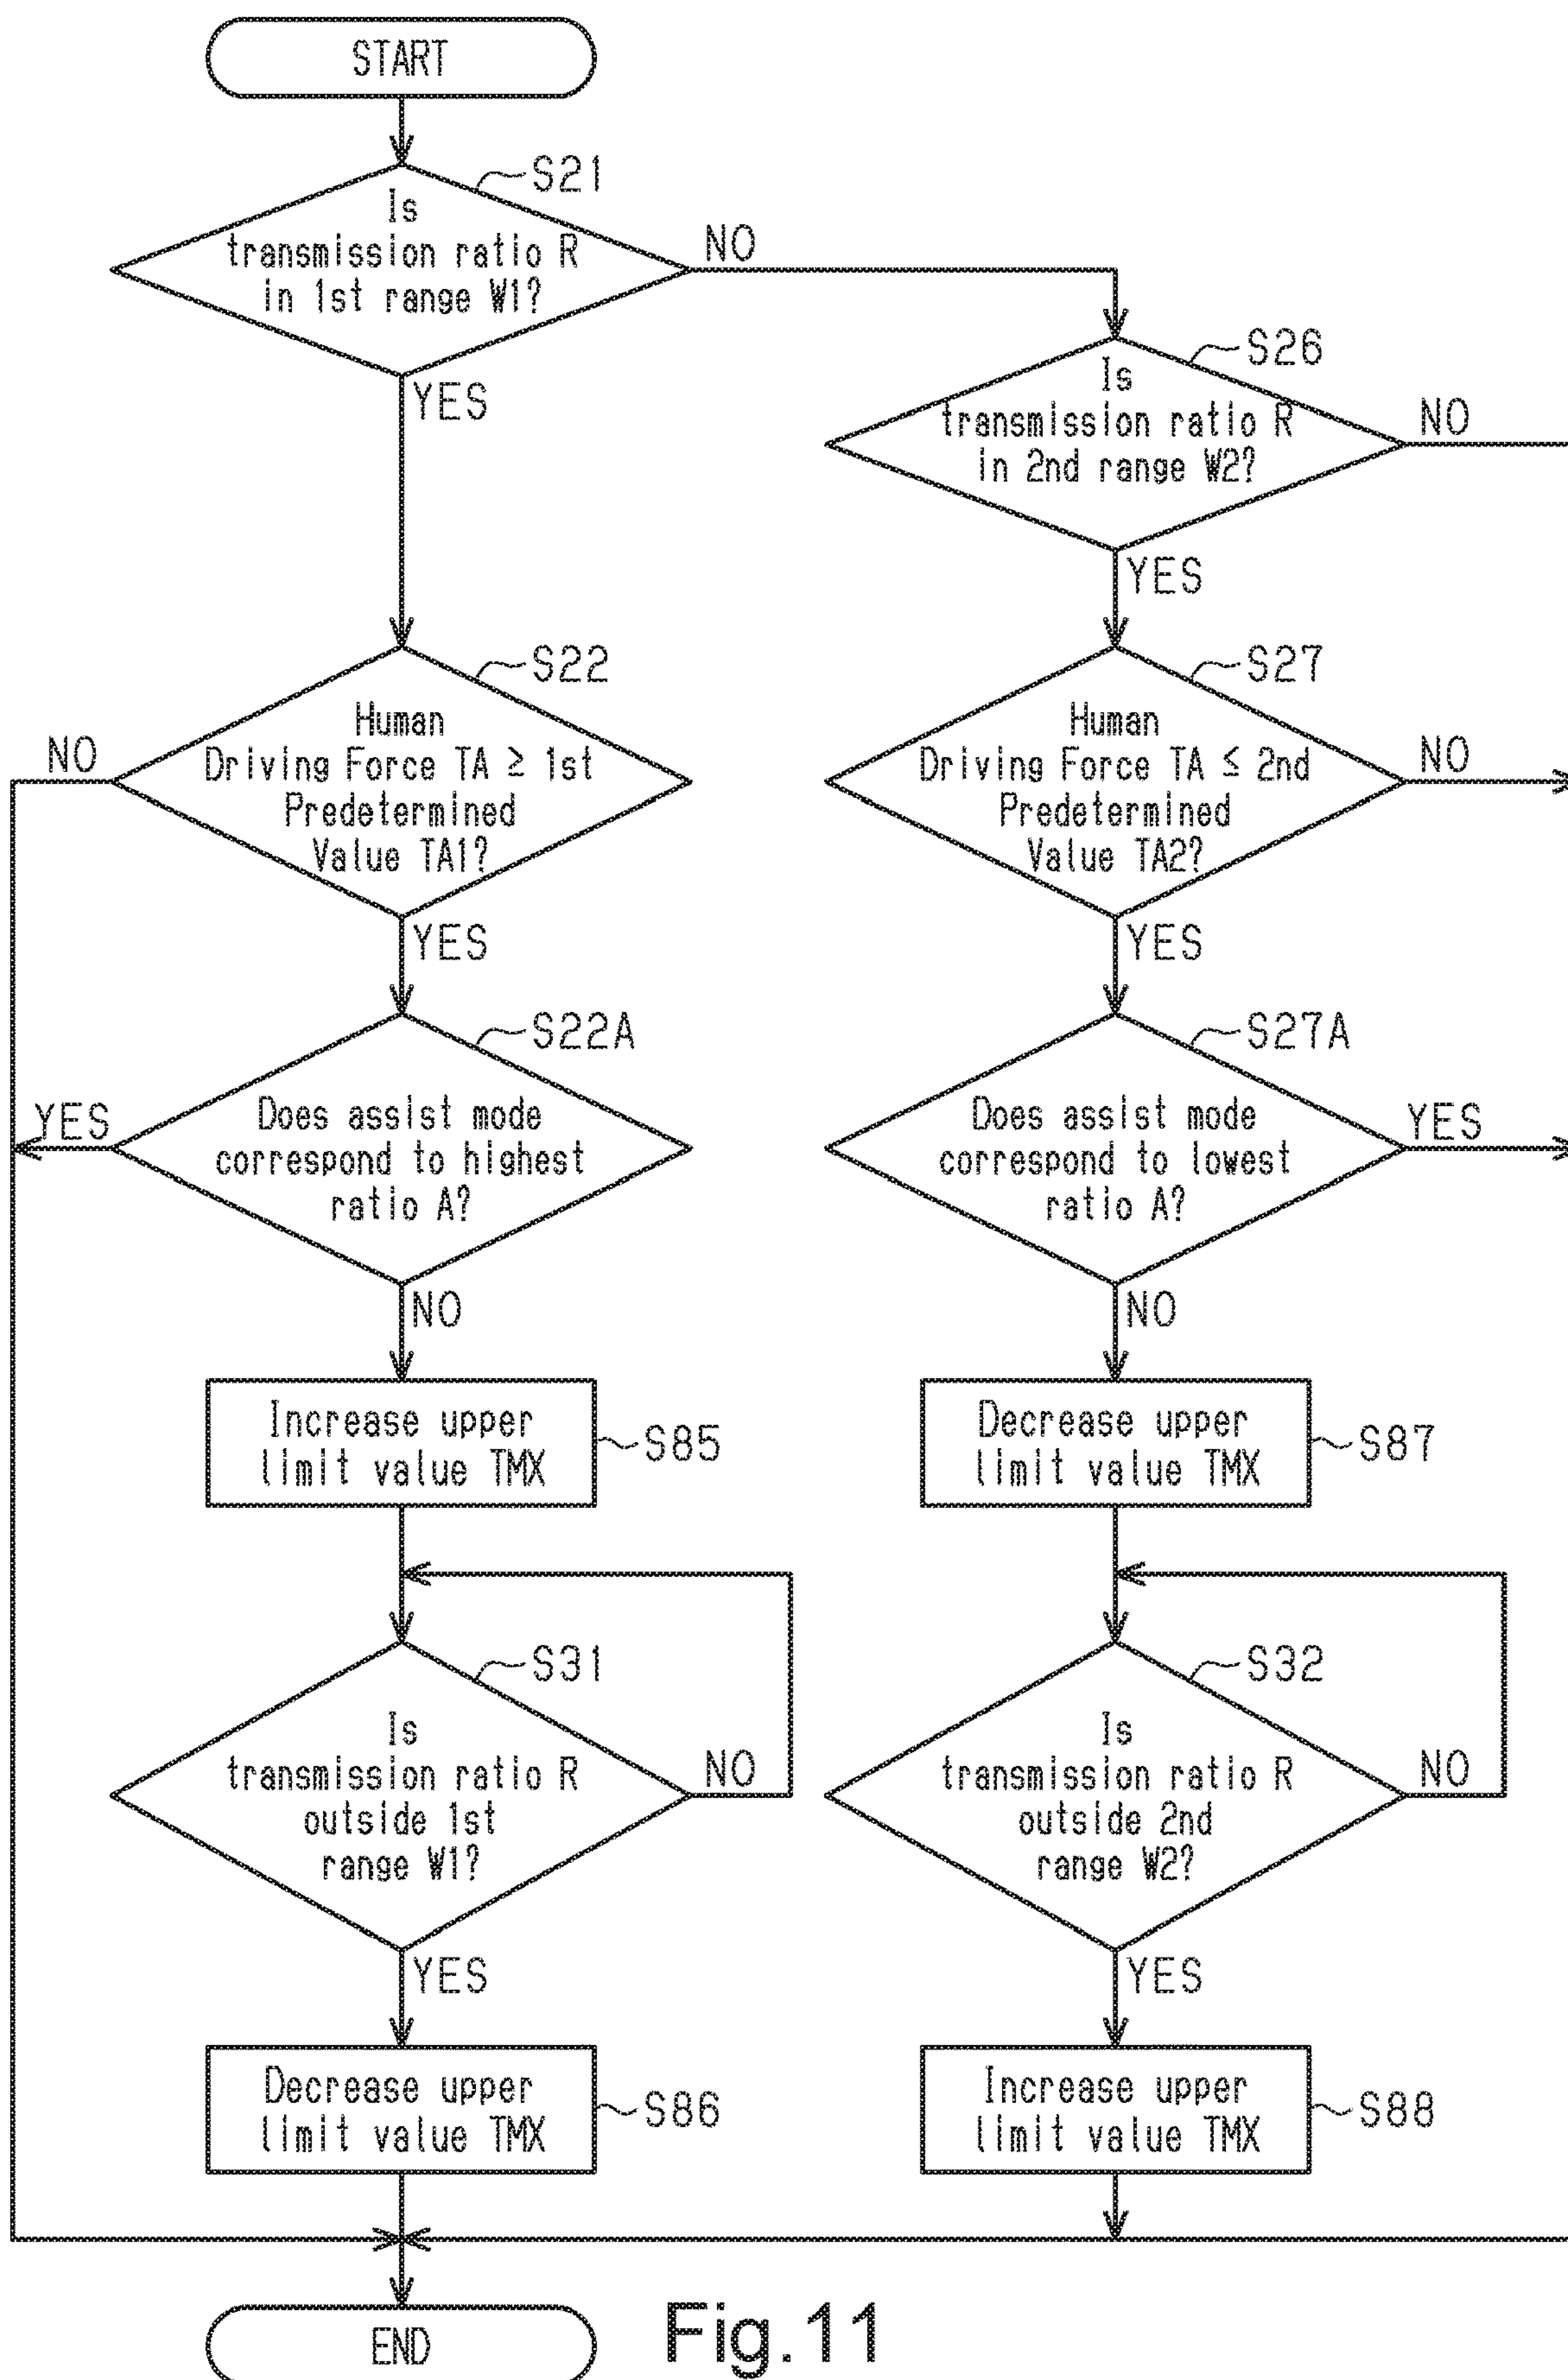 START
S21
Is
transmission ratio R
in 1st range W1?
NO
YES
S26
Is
transmission ratio R
in 2nd range W2?
NO
YES
S22
Human
Driving Force TA ≥ 1st
Predetermined
Value TA1?
NO
YES
S27
Human
Driving Force TA ≦ 2nd
Predetermined
Value TA2?
NO
YES
S22A
Does assist mode
correspond to highest
ratio A?
YES
NO
S27A
Does assist mode
correspond to lowest
ratio A?
YES
NO
Increase upper
limit value TMX
S85
Decrease upper
limit value TMX
S87
S31
Is
transmission ratio R
outside 1st
range W1?
NO
YES
S32
Is
transmission ratio R
outside 2nd
range W2?
NO
YES
Decrease upper
limit value TMX
S86
Increase upper
limit value TMX
S88
END
Fig.11